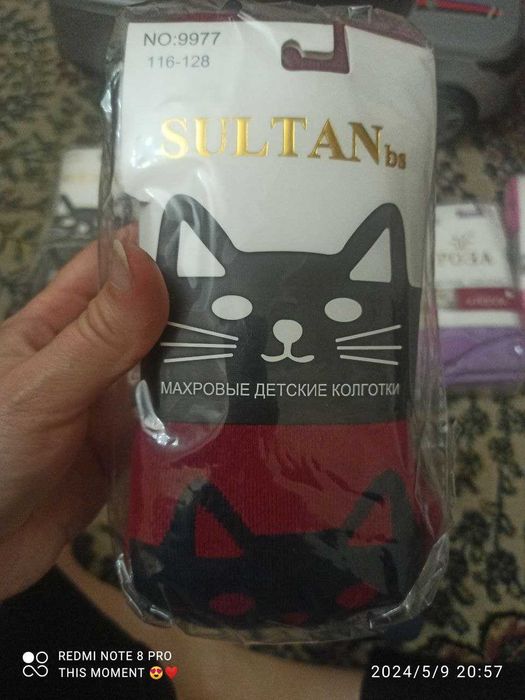 NO:9977
116-128
SULTANbs
МАХРОВЫЕ ДЕТСКИЕ КОЛГОТКИ
РОЗА
REDMI NOTE 8 PRO
THIS MOMENT 😍❤️
2024/5/9 20:57